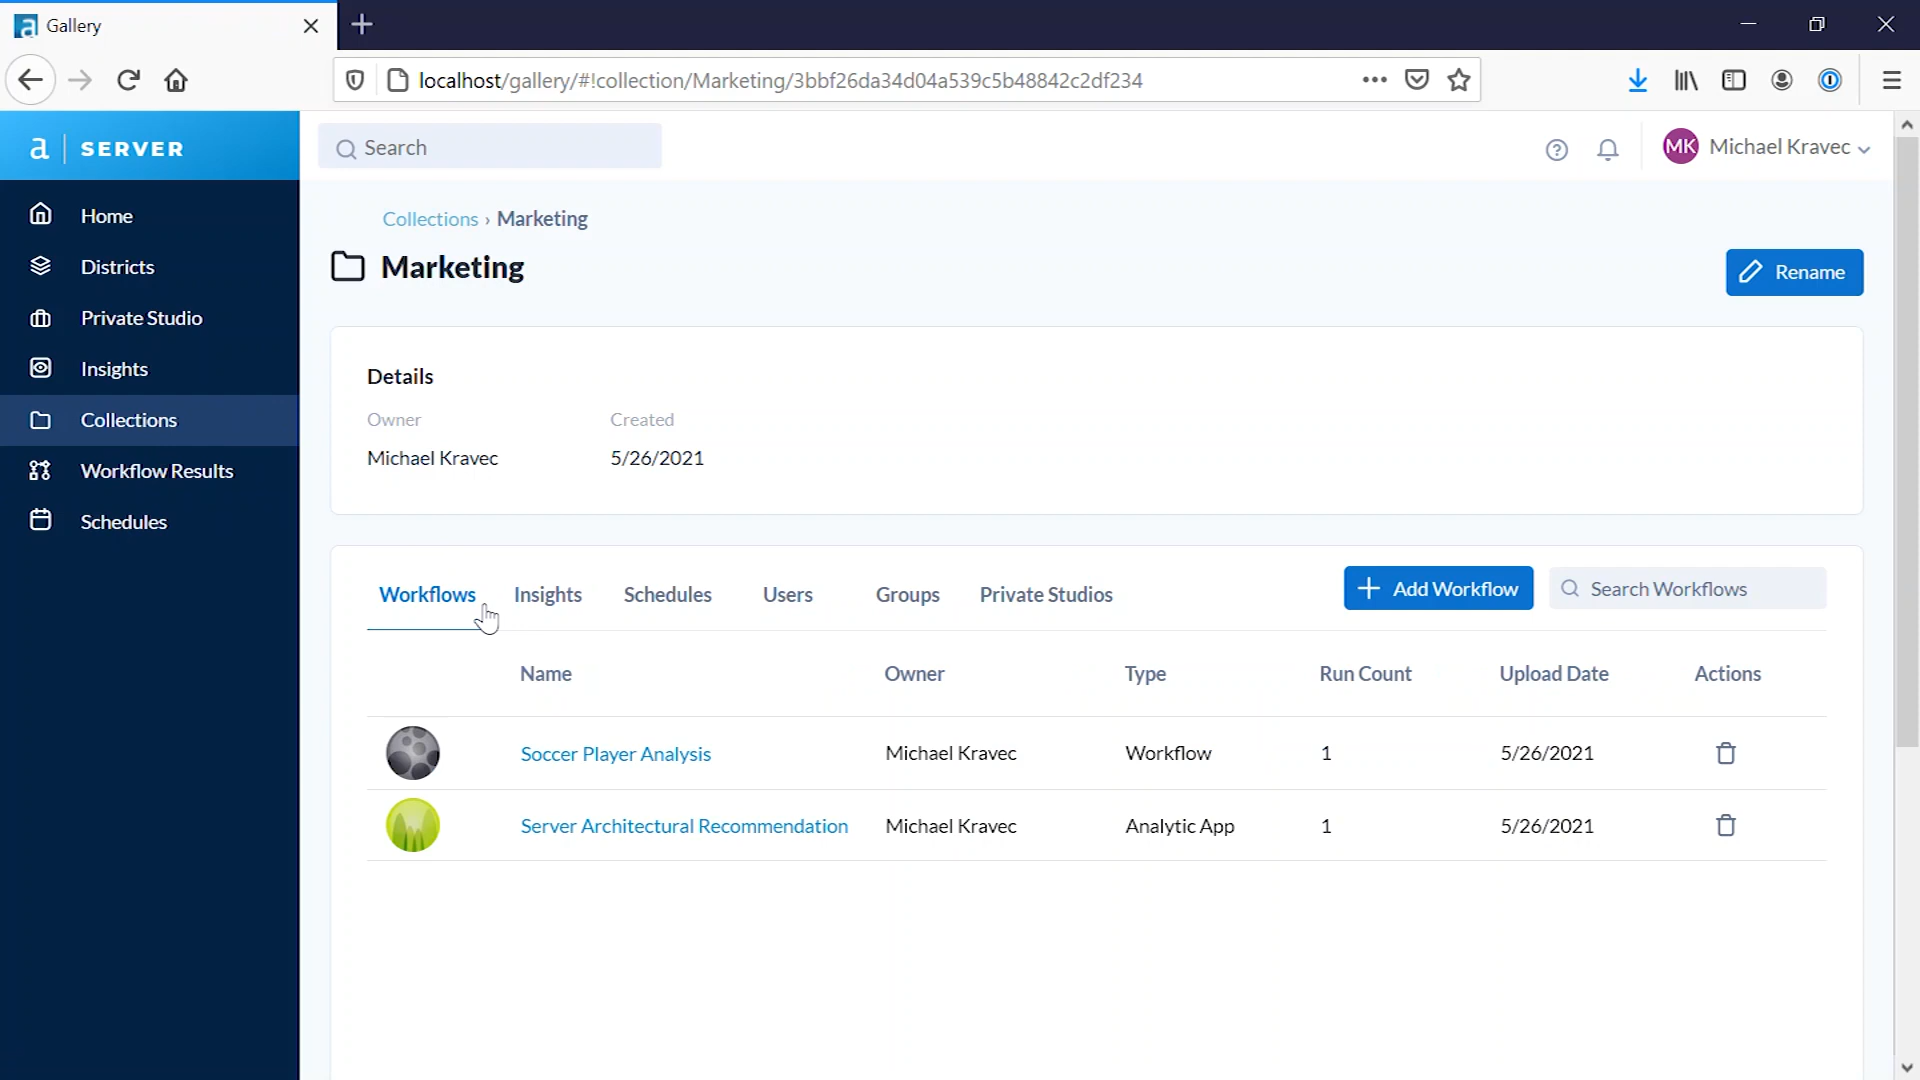 Gallery
localhost/gallery/#!collection/Marketing/3bbf26da34d04a539c5b48842c2df234
a | SERVER
Search
MK Michael Kravec
Home
Districts
Private Studio
Insights
Collections
Workflow Results
Schedules
Collections › Marketing
Marketing
Rename
Details
Owner Created
Michael Kravec 5/26/2021
Workflows Insights Schedules Users Groups Private Studios + Add Workflow Search Workflows
Name Owner Type Run Count Upload Date Actions
Soccer Player Analysis Michael Kravec Workflow 1 5/26/2021
Server Architectural Recommendation Michael Kravec Analytic App 1 5/26/2021